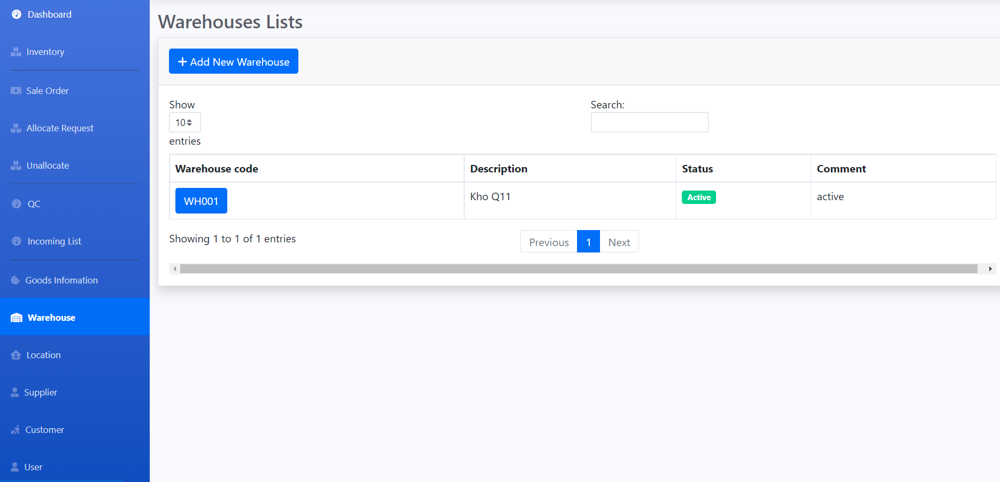 Dashboard
Inventory
Sale Order
Allocate Request
Unallocate
QC
Incoming List
Goods Infomation
Warehouse
Location
Supplier
Customer
User
Warehouses Lists
+ Add New Warehouse
Show
10
entries
Search:
Warehouse code Description Status Comment
WH001 Kho Q11 Active active
Showing 1 to 1 of 1 entries
Previous 1 Next